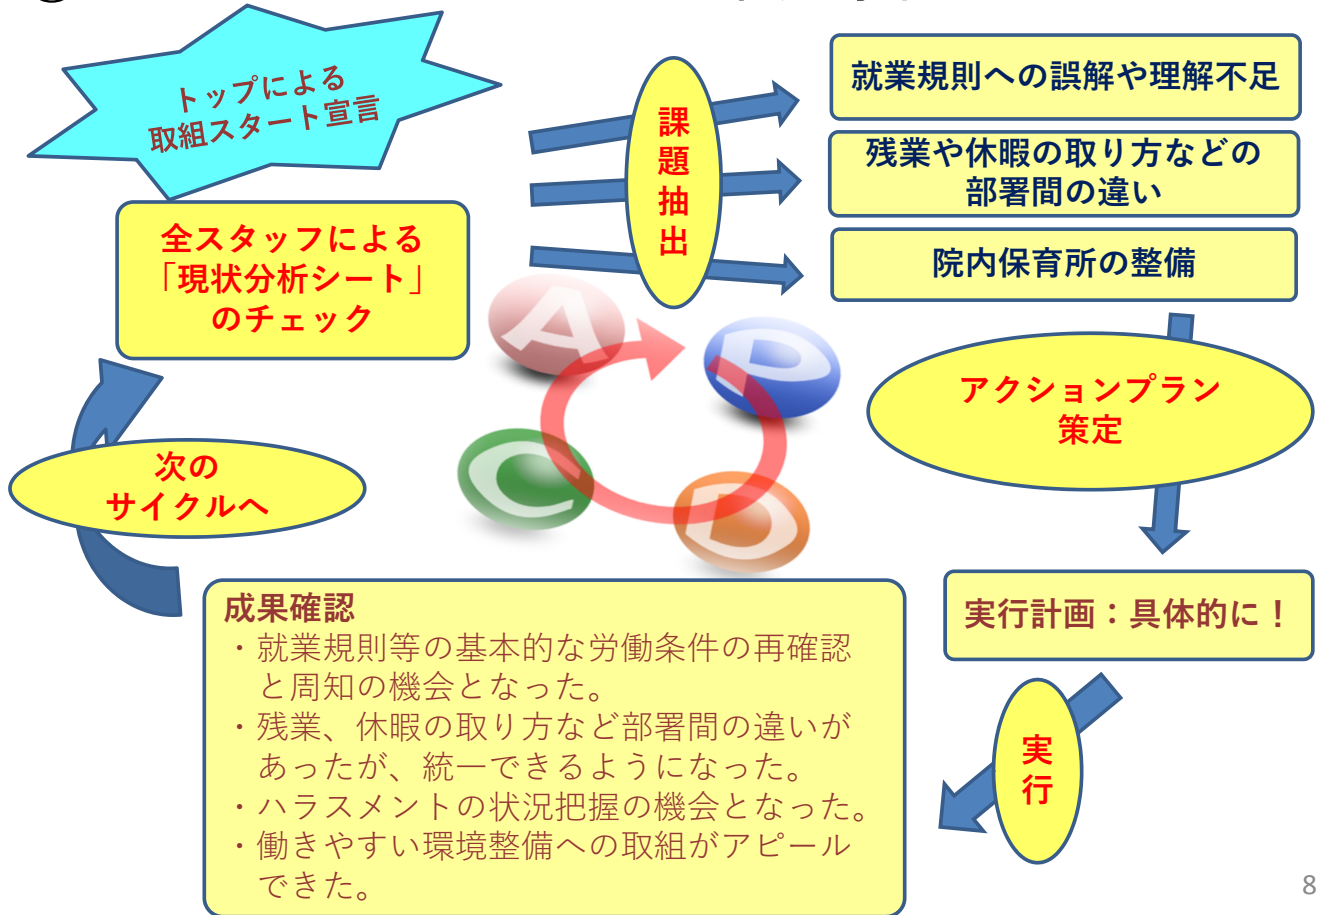 トップによる
取組スタート宣言
全スタッフによる
「現状分析シート」
のチェック
課
題
抽
出
就業規則への誤解や理解不足
残業や休暇の取り方などの
部署間の違い
院内保育所の整備
A
P
C
D
アクションプラン
策定
次の
サイクルへ
実行計画：具体的に！
実
行
成果確認
・就業規則等の基本的な労働条件の再確認
と周知の機会となった。
・残業、休暇の取り方など部署間の違いが
あったが、統一できるようになった。
・ハラスメントの状況把握の機会となった。
・働きやすい環境整備への取組がアピール
できた。
8